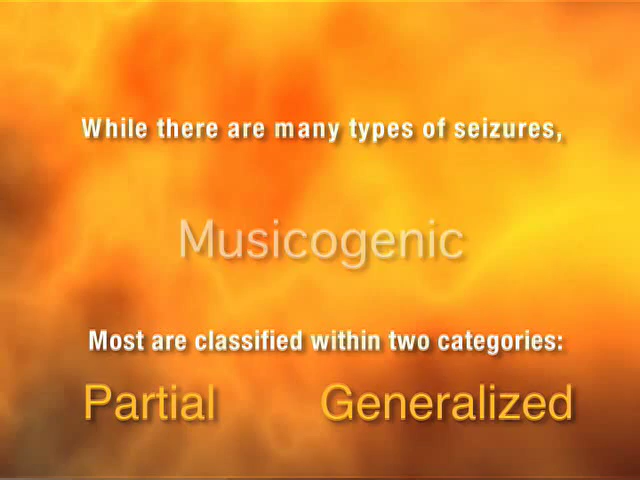 While there are many types of seizures,
Musicogenic
Most are classified within two categories:
Partial Generalized